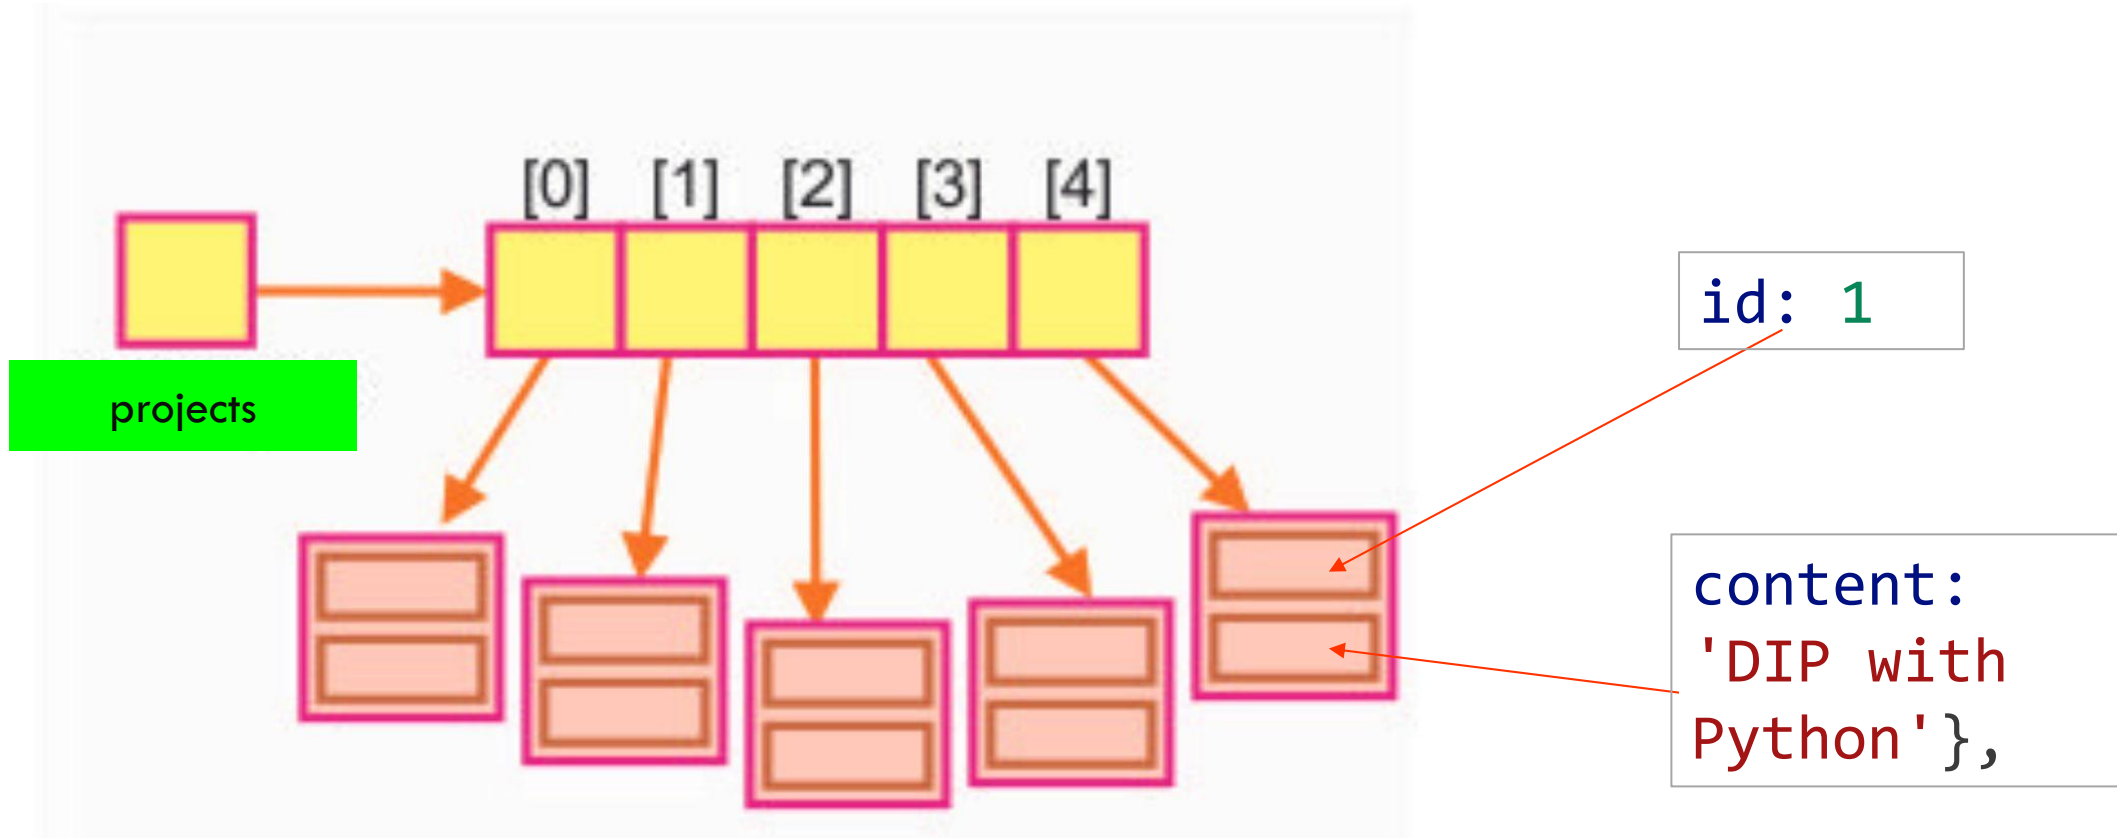 [0] [1] [2] [3] [4]
projects
id: 1
content:
'DIP with
Python'},